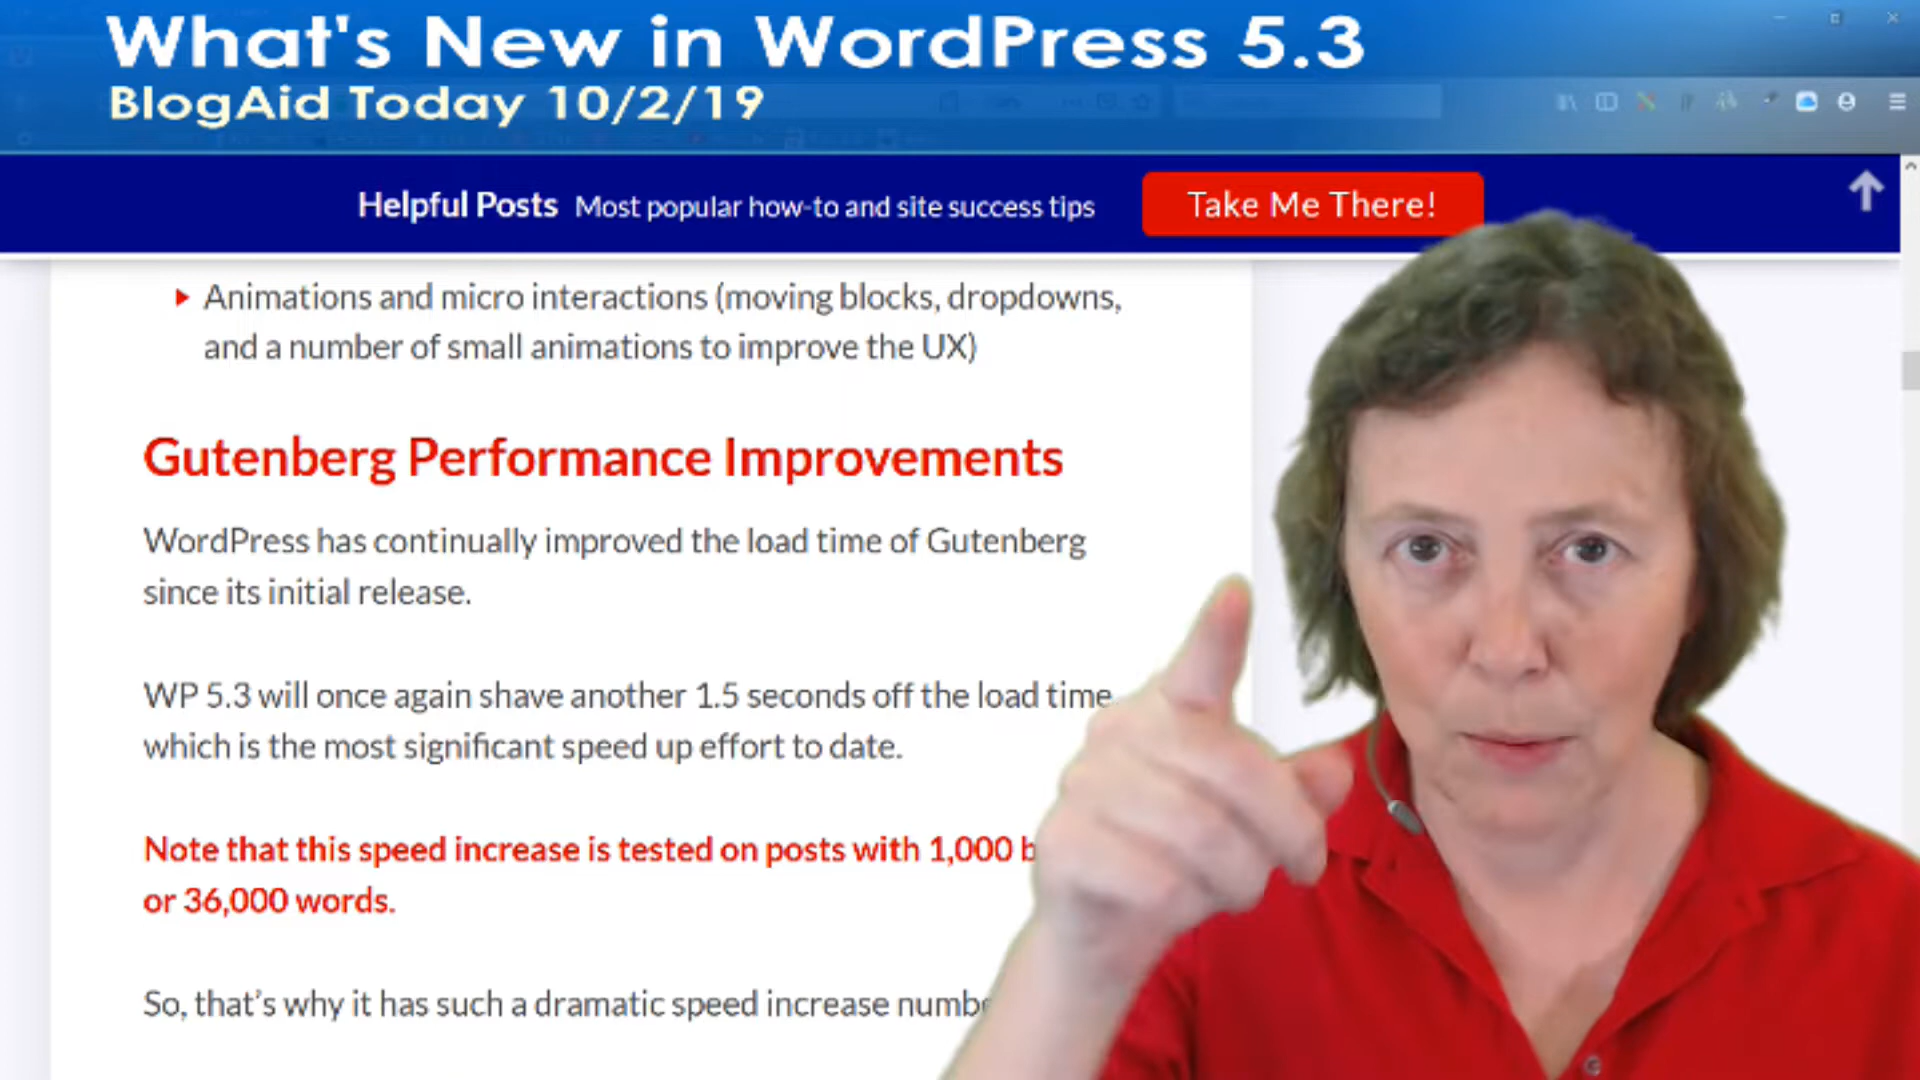 What's New in WordPress 5.3
BlogAid Today 10/2/19
Helpful Posts Most popular how-to and site success tips Take Me There!
Animations and micro interactions (moving blocks, dropdowns,
and a number of small animations to improve the UX)
Gutenberg Performance Improvements
WordPress has continually improved the load time of Gutenberg
since its initial release.
WP 5.3 will once again shave another 1.5 seconds off the load time
which is the most significant speed up effort to date.
Note that this speed increase is tested on posts with 1,000
or 36,000 words.
So, that's why it has such a dramatic speed increase